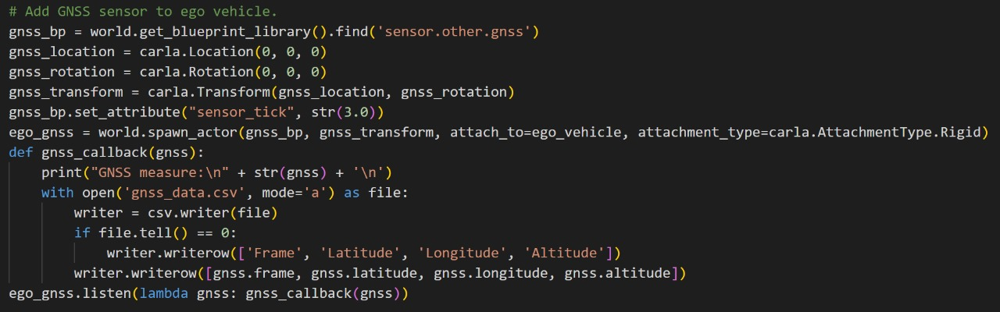 # Add GNSS sensor to ego vehicle.
gnss_bp = world.get_blueprint_library().find('sensor.other.gnss')
gnss_location = carla.Location(0, 0, 0)
gnss_rotation = carla.Rotation(0, 0, 0)
gnss_transform = carla.Transform(gnss_location, gnss_rotation)
gnss_bp.set_attribute("sensor_tick", str(3.0))
ego_gnss = world.spawn_actor(gnss_bp, gnss_transform, attach_to=ego_vehicle, attachment_type=carla.AttachmentType.Rigid)
def gnss_callback(gnss):
    print("GNSS measure:\n" + str(gnss) + '\n')
    with open('gnss_data.csv', mode='a') as file:
        writer = csv.writer(file)
        if file.tell() == 0:
            writer.writerow(['Frame', 'Latitude', 'Longitude', 'Altitude'])
        writer.writerow([gnss.frame, gnss.latitude, gnss.longitude, gnss.altitude])
ego_gnss.listen(lambda gnss: gnss_callback(gnss))